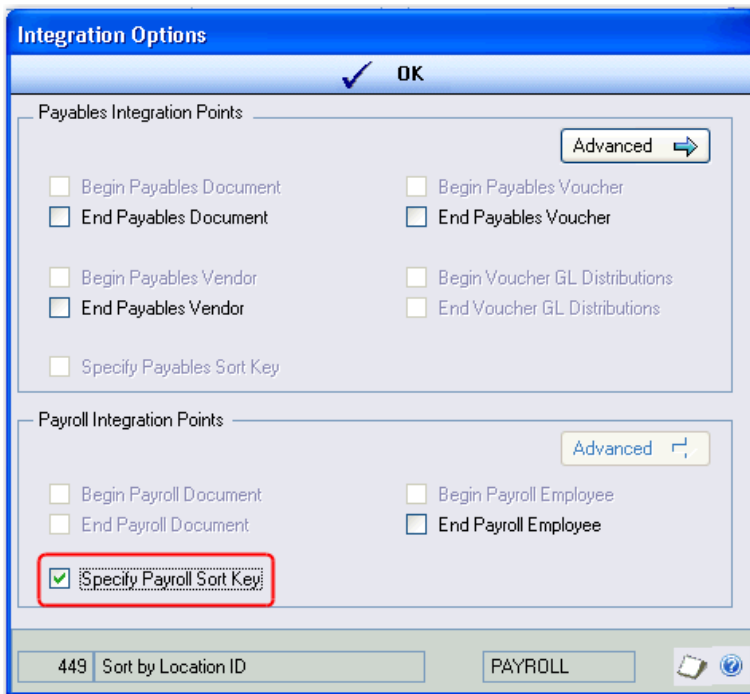 Integration Options
OK
Payables Integration Points
Advanced
Begin Payables Document
Begin Payables Voucher
End Payables Document
End Payables Voucher
Begin Payables Vendor
Begin Voucher GL Distributions
End Payables Vendor
End Voucher GL Distributions
Specify Payables Sort Key
Payroll Integration Points
Advanced
Begin Payroll Document
Begin Payroll Employee
End Payroll Document
End Payroll Employee
Specify Payroll Sort Key
449 Sort by Location ID PAYROLL